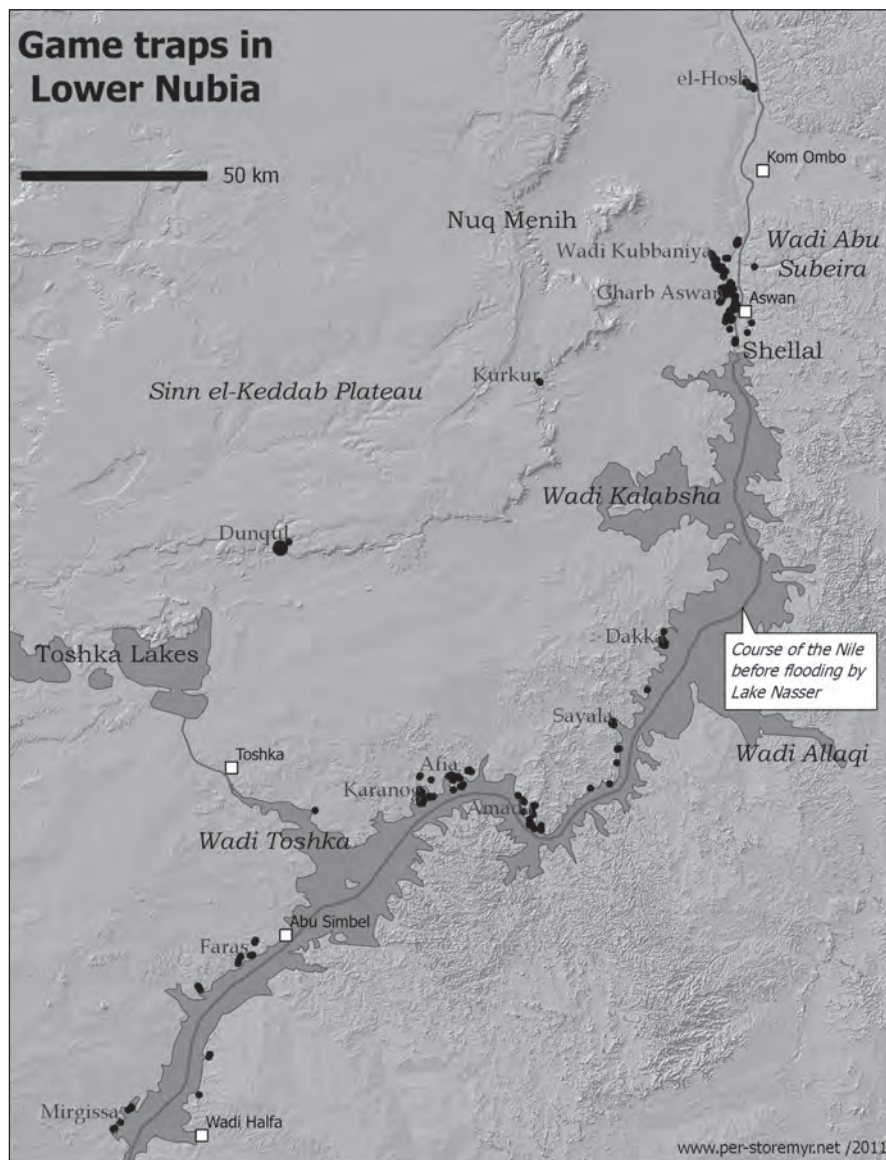 Game traps in
Lower Nubia
50 km
el-Hosh
Kom Ombo
Nuq Menih
Wadi Kubbaniya
Wadi Abu
Subeira
Gharb Aswan
Aswan
Shellal
Kurkur
Sinn el-Keddab Plateau
Wadi Kalabsha
Dunqul
Dakka
Course of the Nile
before flooding by
Lake Nasser
Toshka Lakes
Sayala
Wadi Allaqi
Toshka
Afia
Karanog
Amada
Wadi Toshka
Abu Simbel
Faras
Mirgissa
Wadi Halfa
www.per-storemyr.net /2011